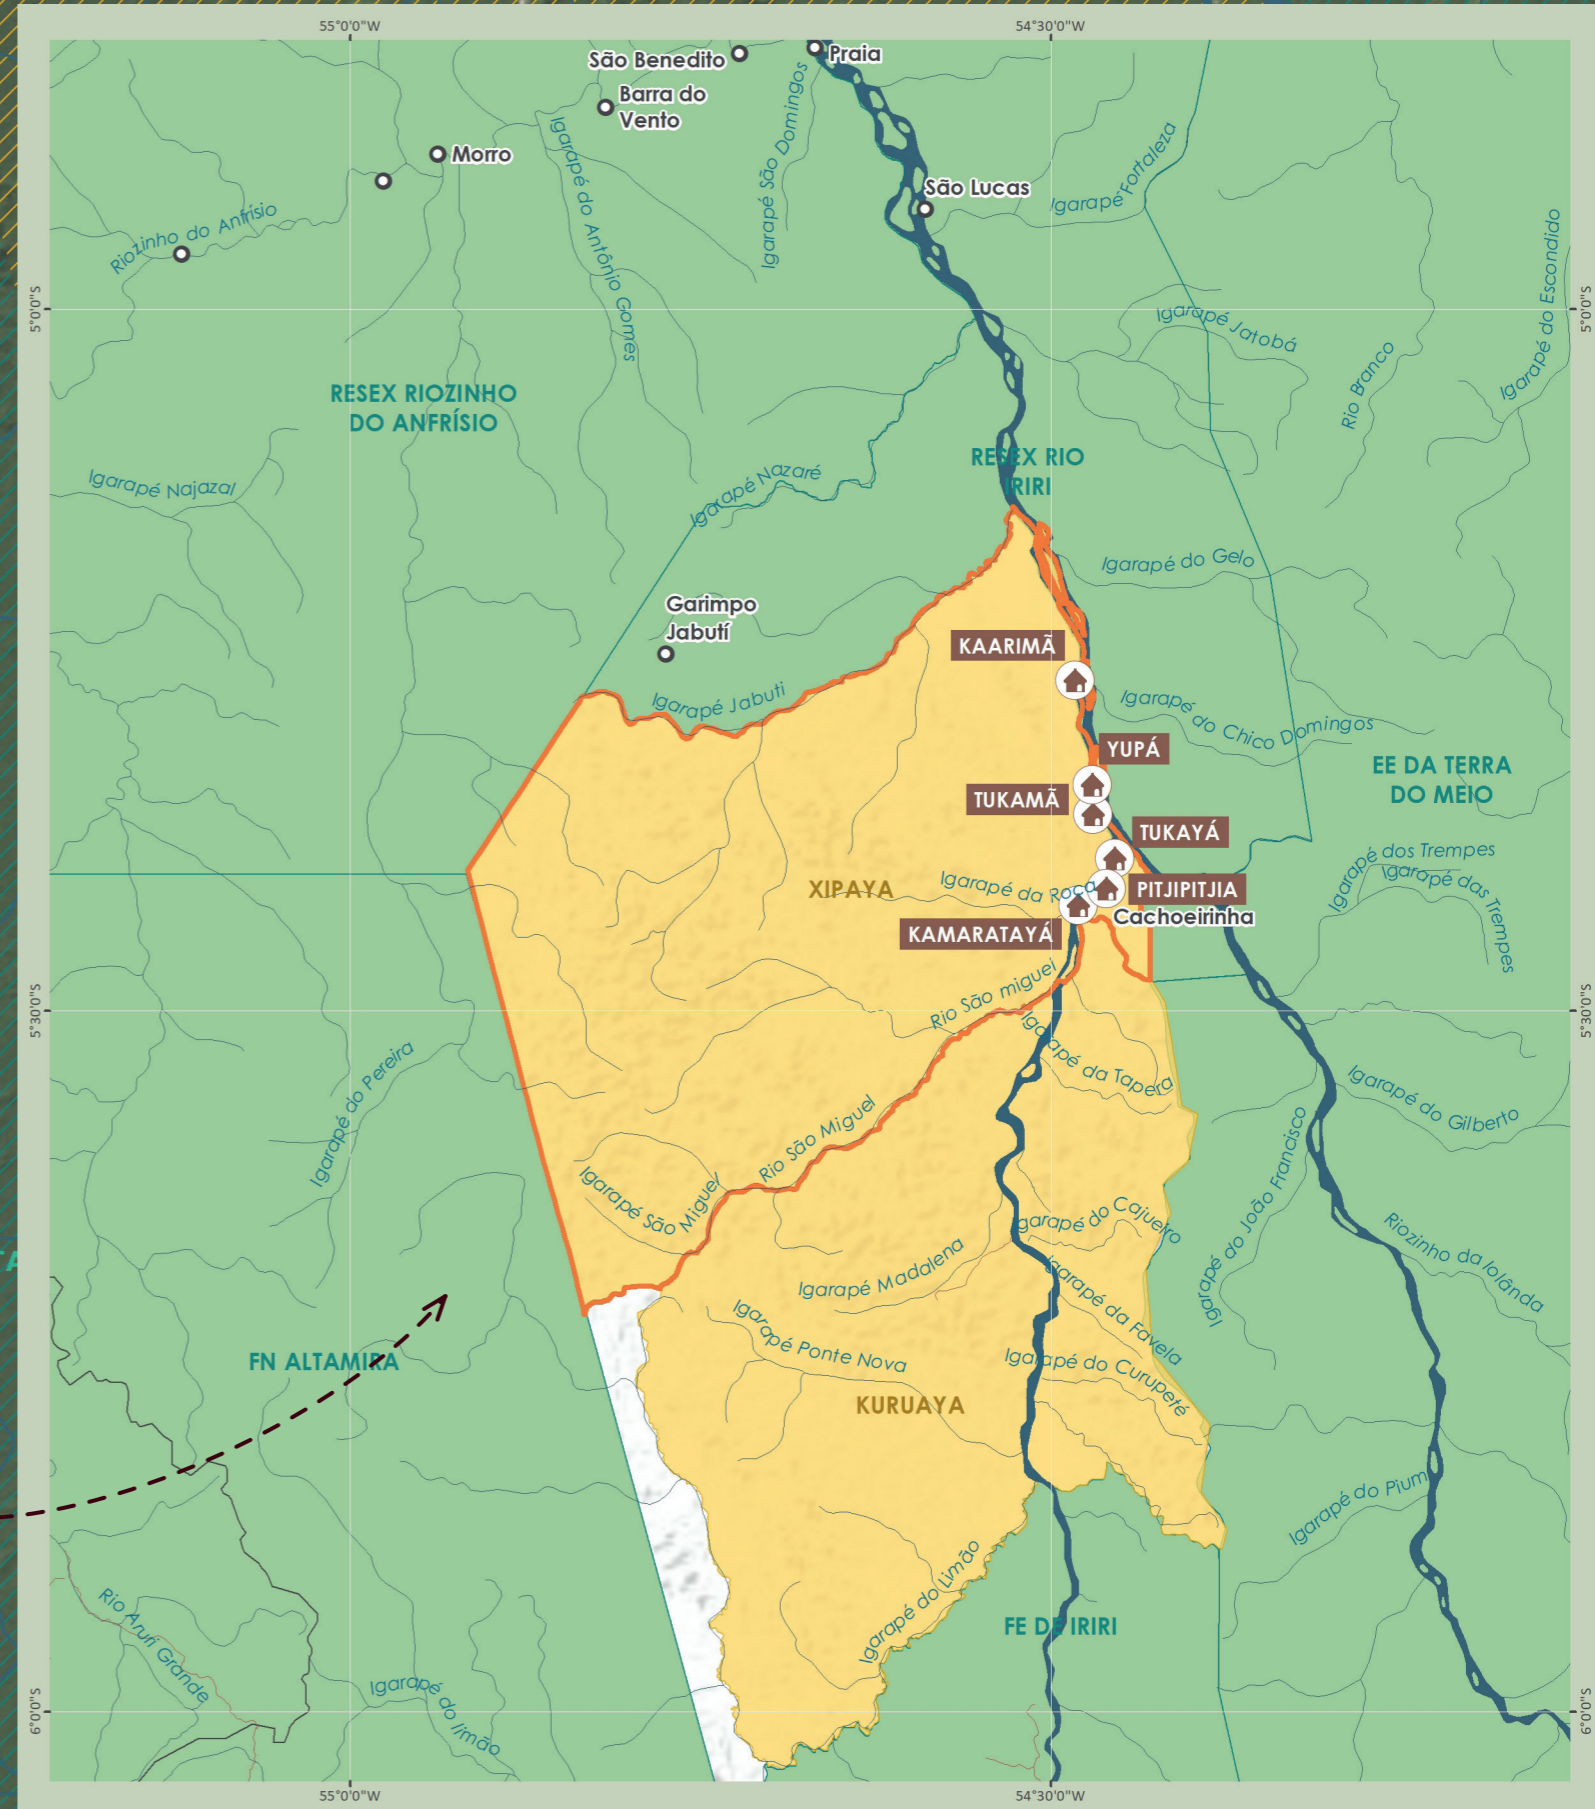 55°0'0"W
54°30'0"W
São Benedito
Praia
Barra do
Vento
Morro
São Lucas
Igarapé São Domingos
Igarapé do Antônio Gomes
Igarapé Fortaleza
Riozinho do Anfrísio
Igarapé do Escondido
5°0'0"S
5°0'0"S
Igarapé Jatobá
Rio Branco
RESEX RIOZINHO
DO ANFRÍSIO
RESEX RIO
IRIRI
Igarapé Najazal
Igarapé Nazaré
Igarapé do Gelo
Garimpo
Jabutí
KAARIMÃ
Igarapé Jabuti
Igarapé do Chico Domingos
YUPÁ
EE DA TERRA
DO MEIO
TUKAMÃ
TUKAYÁ
Igarapé dos Trempes
Igarapé das Trempes
XIPAYA
Igarapé da Roça
PITJIPITJIA
Cachoeirinha
KAMARATAYÁ
Rio São miguel
5°30'0"S
5°30'0"S
Igarapé da Tapera
Igarapé do Pereira
Igarapé do Gilberto
Rio São Miguel
Igarapé do João Francisco
Igarapé São Miguel
Igarapé do Cajueiro
Riozinho da Iolânda
Igarapé Madalena
TA
Igarapé da Favela
Igarapé Ponte Nova
FN ALTAMIRA
Igarapé do Curupeté
KURUAYA
Igarapé do Pium
Igarapé do Limão
Rio Aruri Grande
FE DE IRIRI
Igarapé do limão
6°0'0"S
6°0'0"S
55°0'0"W
54°30'0"W